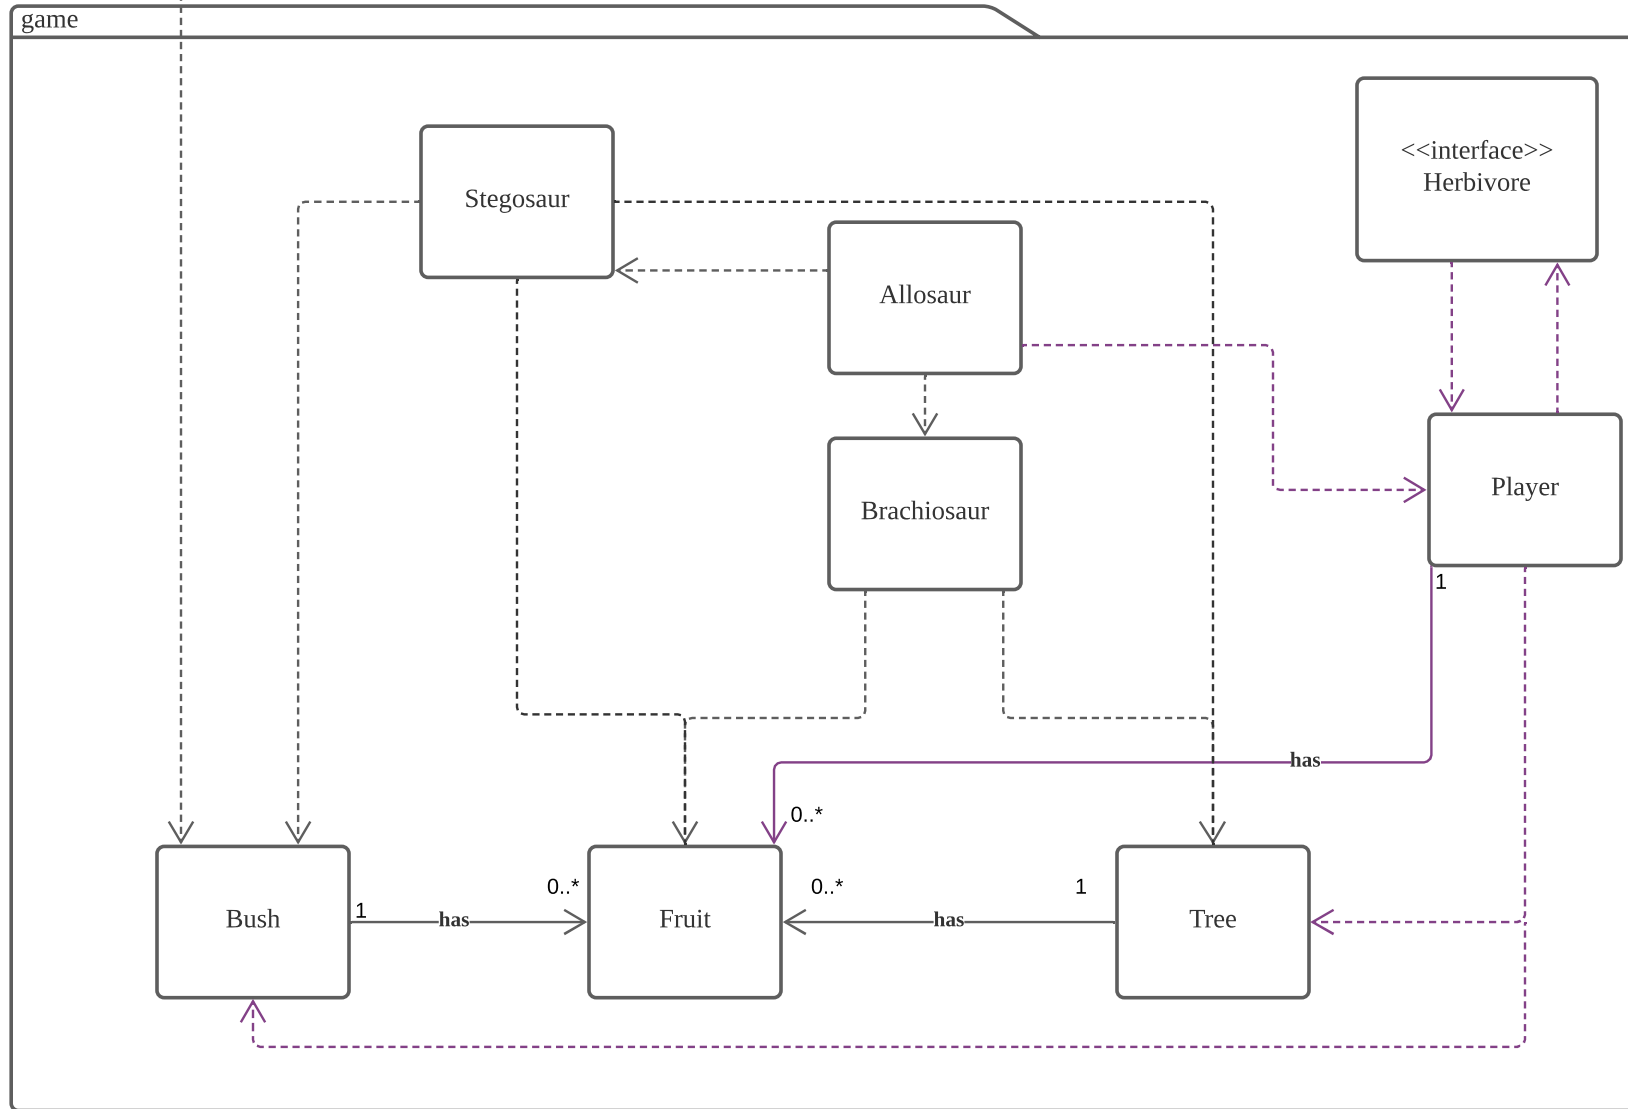 game
<<interface>>
Herbivore
Stegosaur
Allosaur
Player
Brachiosaur
1
has
0..*
0..*
0..*
1
1
Bush
has
Fruit
has
Tree